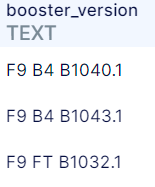 booster_version
TEXT
F9 B4 B1040.1
F9 B4 B1043.1
F9 FT B1032.1